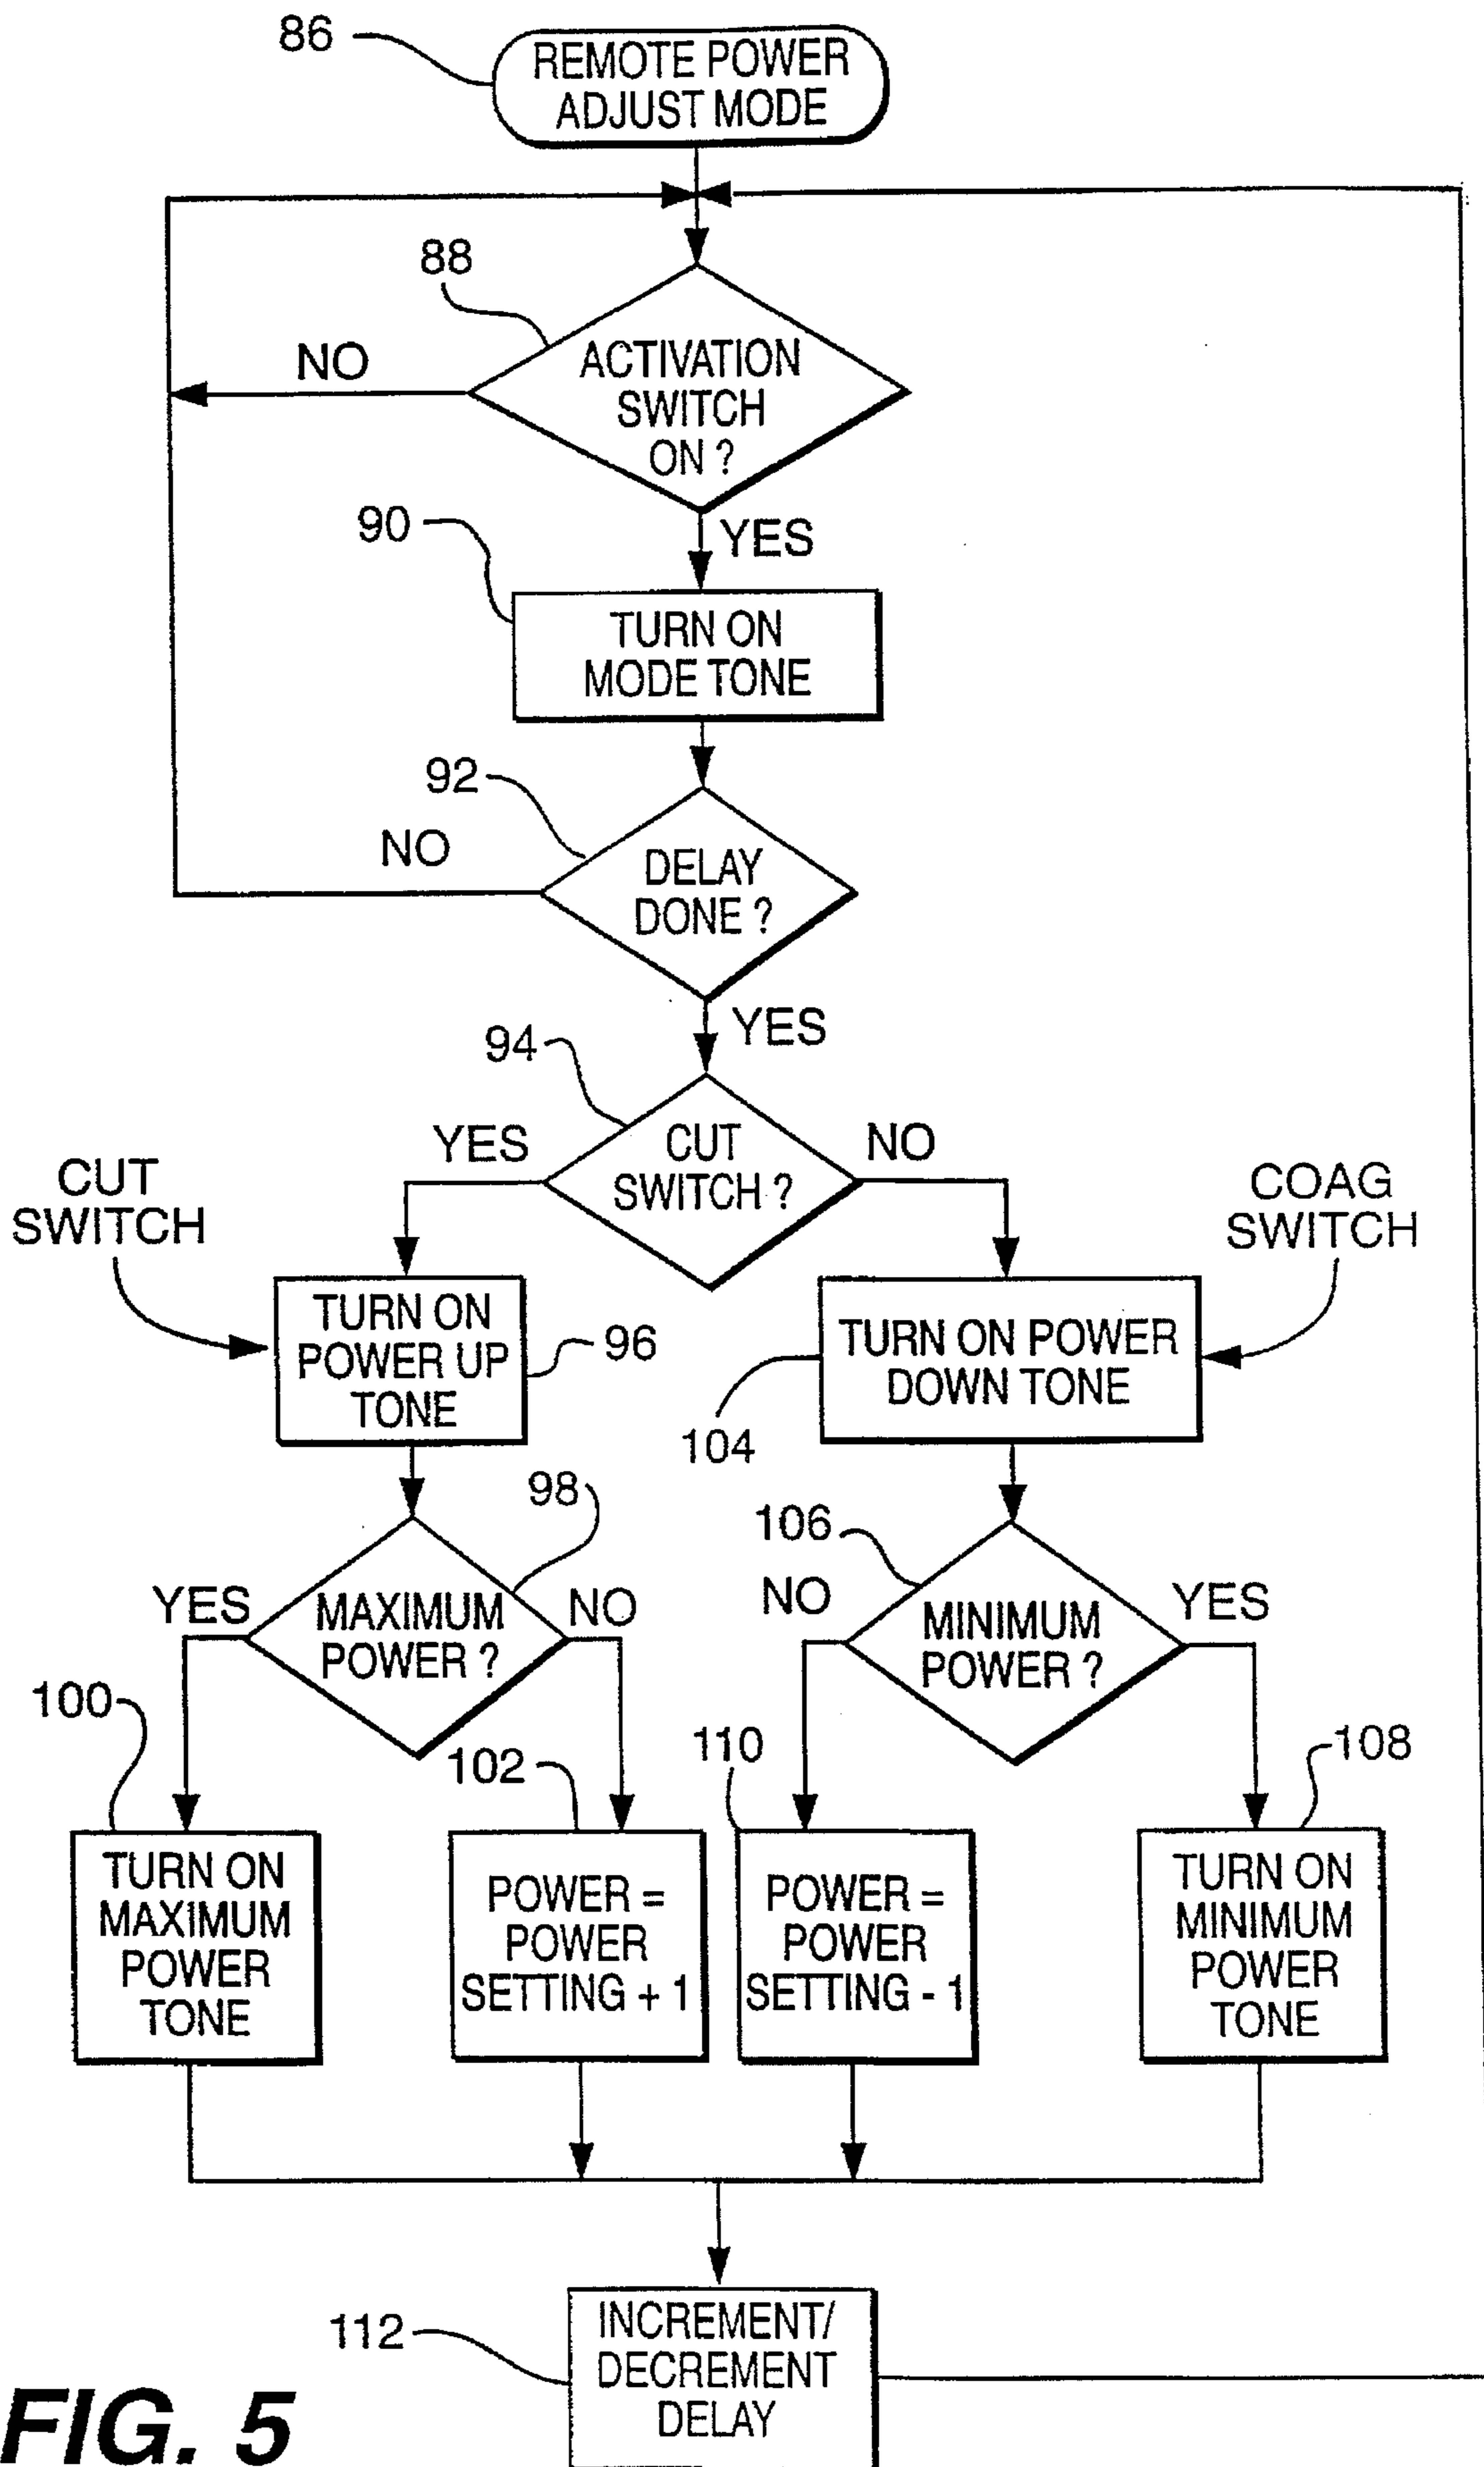 86
REMOTE POWER
ADJUST MODE
88
NO
ACTIVATION
SWITCH
ON ?
90
YES
TURN ON
MODE TONE
92
NO
DELAY
DONE ?
YES
94
YES
CUT
SWITCH ?
NO
CUT
SWITCH
COAG
SWITCH
TURN ON
POWER UP
TONE
96
TURN ON POWER
DOWN TONE
104
98
106
YES
MAXIMUM
POWER ?
NO
NO
MINIMUM
POWER ?
YES
100
102
110
108
TURN ON
MAXIMUM
POWER
TONE
POWER =
POWER
SETTING + 1
POWER =
POWER
SETTING - 1
TURN ON
MINIMUM
POWER
TONE
112
INCREMENT/
DECREMENT
DELAY
FIG. 5